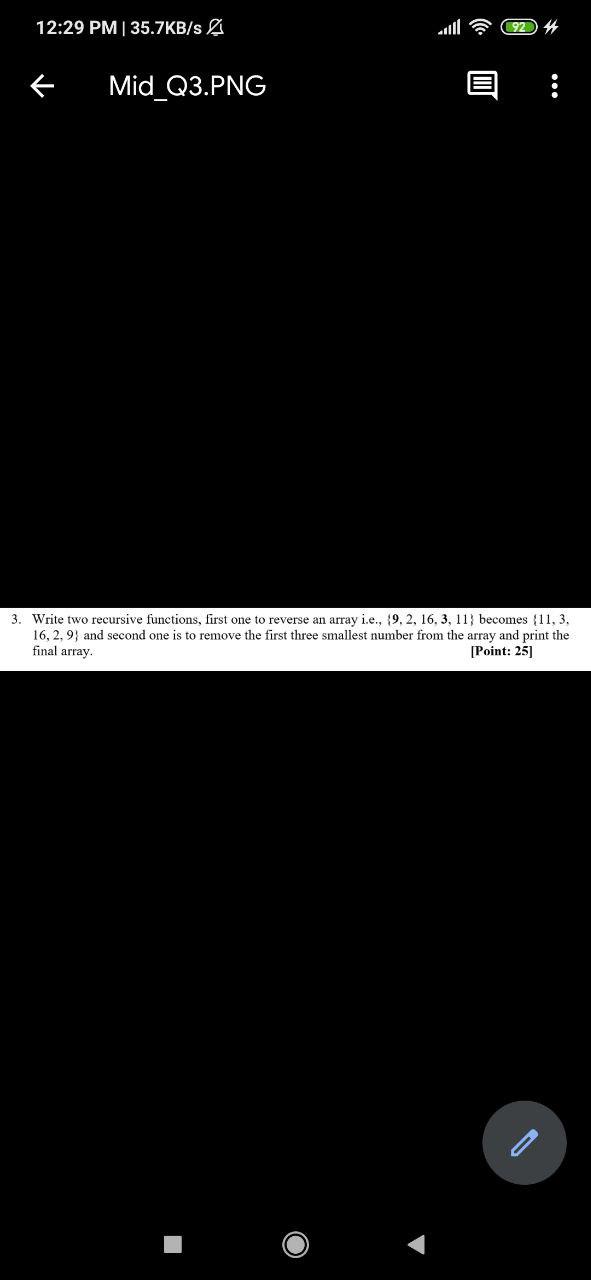 12:29 PM | 35.7KB/s
92
Mid_Q3.PNG
3. Write two recursive functions, first one to reverse an array i.e., {9, 2, 16, 3, 11} becomes {11, 3,
16, 2, 9} and second one is to remove the first three smallest number from the array and print the
final array. [Point: 25]